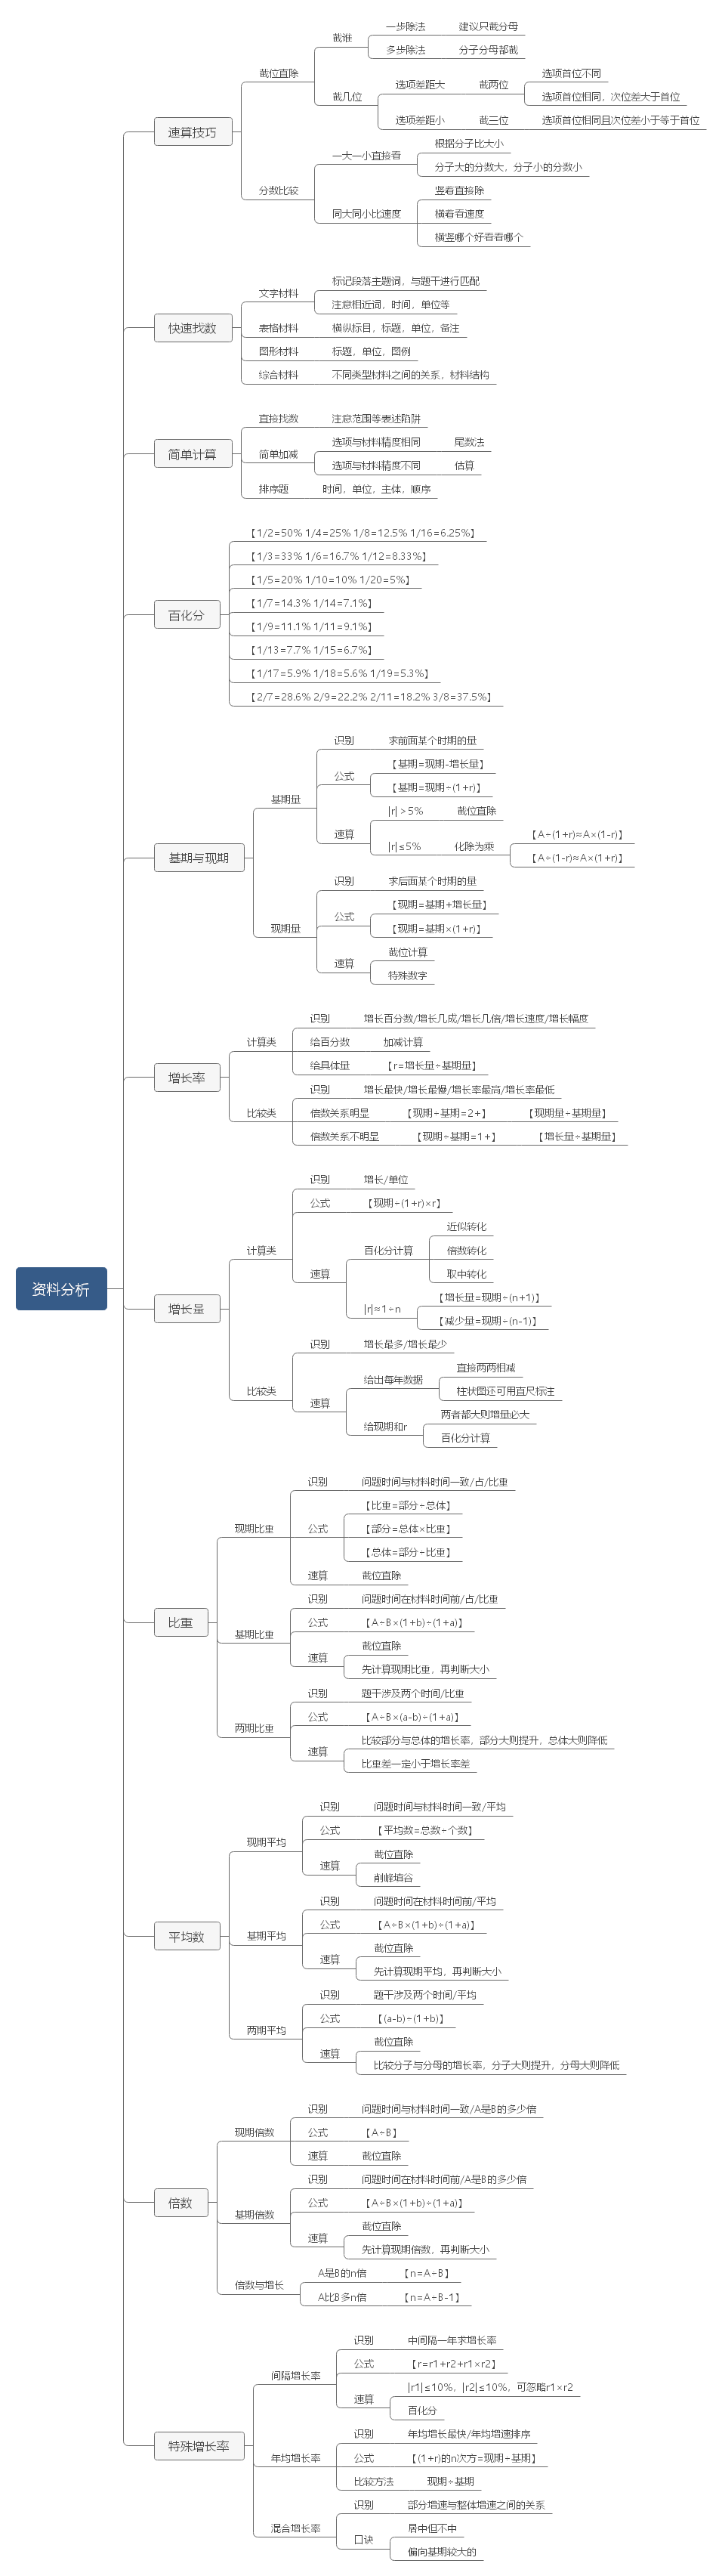 资料分析
速算技巧
截位直除
截谁
一步除法
建议只截分母
多步除法
分子分母都截
截几位
选项差距大
截两位
选项首位不同
选项首位相同，次位差大于首位
选项差距小
截三位
选项首位相同且次位差小于等于首位
分数比较
一大一小直接看
根据分子比大小
分子大的分数大，分子小的分数小
同大同小比速度
竖着直接除
横着看速度
横竖哪个好看看哪个
快速找数
文字材料
标记段落主题词，与题干进行匹配
注意相近词，时间，单位等
表格材料
横纵标目，标题，单位，备注
图形材料
标题，单位，图例
综合材料
不同类型材料之间的关系，材料结构
简单计算
直接找数
注意范围等表述陷阱
简单加减
选项与材料精度相同
尾数法
选项与材料精度不同
估算
排序题
时间，单位，主体，顺序
百化分
【1/2=50% 1/4=25% 1/8=12.5% 1/16=6.25%】
【1/3=33% 1/6=16.7% 1/12=8.33%】
【1/5=20% 1/10=10% 1/20=5%】
【1/7=14.3% 1/14=7.1%】
【1/9=11.1% 1/11=9.1%】
【1/13=7.7% 1/15=6.7%】
【1/17=5.9% 1/18=5.6% 1/19=5.3%】
【2/7=28.6% 2/9=22.2% 2/11=18.2% 3/8=37.5%】
基期与现期
基期量
识别
求前面某个时期的量
公式
【基期=现期-增长量】
【基期=现期÷(1+r)】
速算
|r|＞5%
截位直除
|r|≤5%
化除为乘
【A÷(1+r)≈A×(1-r)】
【A÷(1-r)≈A×(1+r)】
现期量
识别
求后面某个时期的量
公式
【现期=基期+增长量】
【现期=基期×(1+r)】
速算
截位计算
特殊数字
增长率
计算类
识别
增长百分数/增长几成/增长几倍/增长速度/增长幅度
给百分数
加减计算
给具体量
【r=增长量÷基期量】
比较类
识别
增长最快/增长最慢/增长率最高/增长率最低
倍数关系明显
【现期÷基期=2+】
【现期量÷基期量】
倍数关系不明显
【现期÷基期=1+】
【增长量÷基期量】
增长量
计算类
识别
增长/单位
公式
【现期÷(1+r)×r】
速算
百化分计算
近似转化
倍数转化
取中转化
|r|≈1÷n
【增长量=现期÷(n+1)】
【减少量=现期÷(n-1)】
比较类
识别
增长最多/增长最少
速算
给出每年数据
直接两两相减
柱状图还可用直尺标注
给现期和r
两者都大则增量必大
百化分计算
比重
现期比重
识别
问题时间与材料时间一致/占/比重
公式
【比重=部分÷总体】
【部分=总体×比重】
【总体=部分÷比重】
速算
截位直除
基期比重
识别
问题时间在材料时间前/占/比重
公式
【A÷B×(1+b)÷(1+a)】
速算
截位直除
先计算现期比重，再判断大小
两期比重
识别
题干涉及两个时间/比重
公式
【A÷B×(a-b)÷(1+a)】
速算
比较部分与总体的增长率，部分大则提升，总体大则降低
比重差一定小于增长率差
平均数
现期平均
识别
问题时间与材料时间一致/平均
公式
【平均数=总数÷个数】
速算
截位直除
削峰填谷
基期平均
识别
问题时间在材料时间前/平均
公式
【A÷B×(1+b)÷(1+a)】
速算
截位直除
先计算现期平均，再判断大小
两期平均
识别
题干涉及两个时间/平均
公式
【(a-b)÷(1+b)】
速算
截位直除
比较分子与分母的增长率，分子大则提升，分母大则降低
倍数
现期倍数
识别
问题时间与材料时间一致/A是B的多少倍
公式
【A÷B】
速算
截位直除
基期倍数
识别
问题时间在材料时间前/A是B的多少倍
公式
【A÷B×(1+b)÷(1+a)】
速算
截位直除
先计算现期倍数，再判断大小
倍数与增长
A是B的n倍
【n=A÷B】
A比B多n倍
【n=A÷B-1】
特殊增长率
间隔增长率
识别
中间隔一年求增长率
公式
【r=r1+r2+r1×r2】
速算
|r1|≤10%，|r2|≤10%，可忽略r1×r2
百化分
年均增长率
识别
年均增长最快/年均增速排序
公式
【(1+r)的n次方=现期÷基期】
比较方法
现期÷基期
混合增长率
识别
部分增速与整体增速之间的关系
口诀
居中但不中
偏向基期较大的